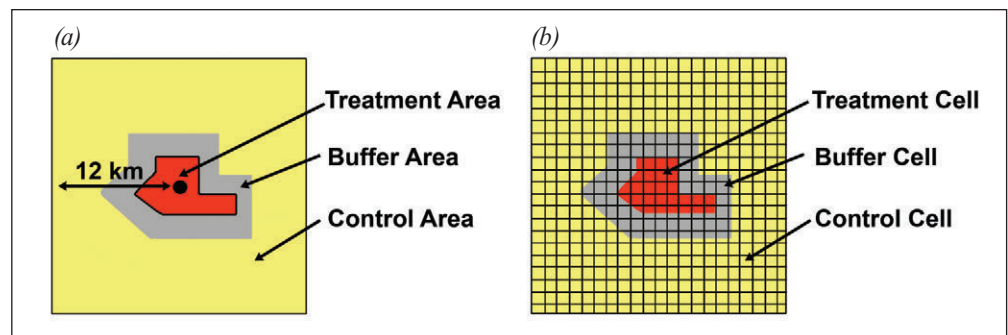 (a)
Treatment Area
Buffer Area
12 km
Control Area
(b)
Treatment Cell
Buffer Cell
Control Cell